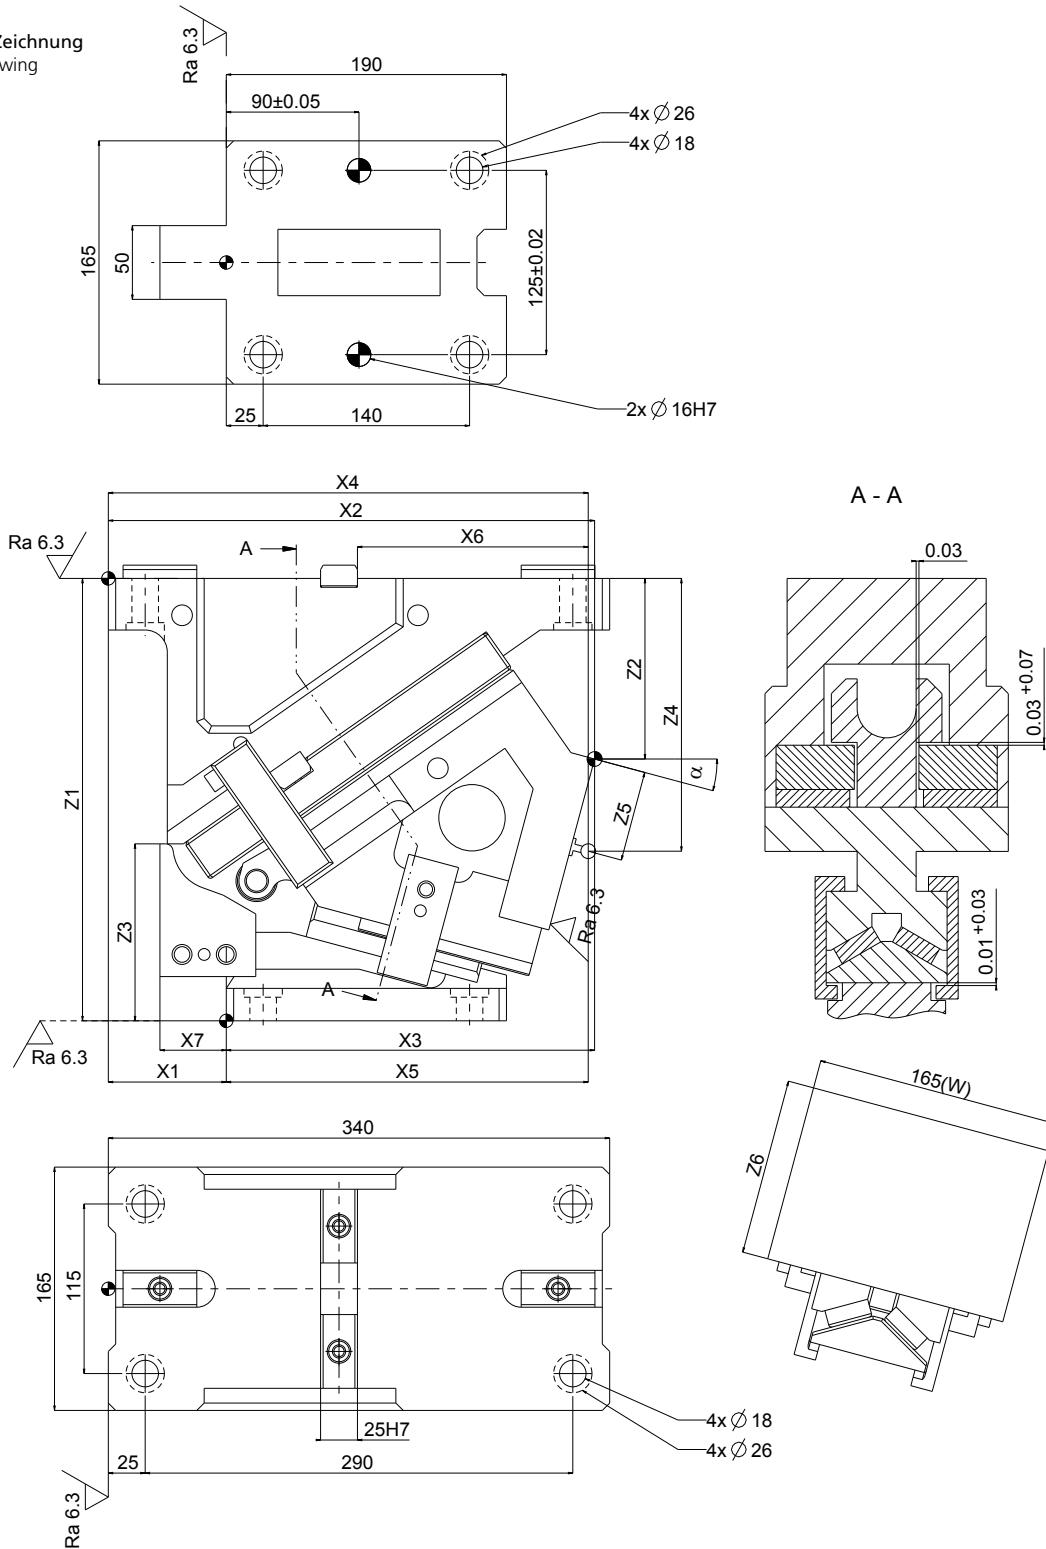 Zeichnung
wing
Ra 6.3
190
90±0.05
4x ∅ 26
4x ∅ 18
165
50
125±0.02
25
140
2x ∅ 16H7
X4
X2
X6
A
Ra 6.3
A - A
0.03
0.03 +0.07
Z1
Z2
Z4
α
Z5
Z3
Ra 6.3
0.01 +0.03
A
Ra 6.3
X7
X3
X1
X5
340
165(W)
Z6
165
115
25H7
4x ∅ 18
4x ∅ 26
25
290
Ra 6.3